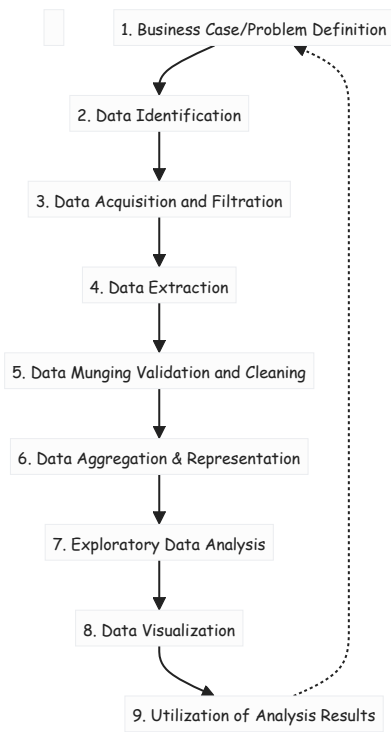 1. Business Case/Problem Definition
2. Data Identification
3. Data Acquisition and Filtration
4. Data Extraction
5. Data Munging Validation and Cleaning
6. Data Aggregation & Representation
7. Exploratory Data Analysis
8. Data Visualization
9. Utilization of Analysis Results